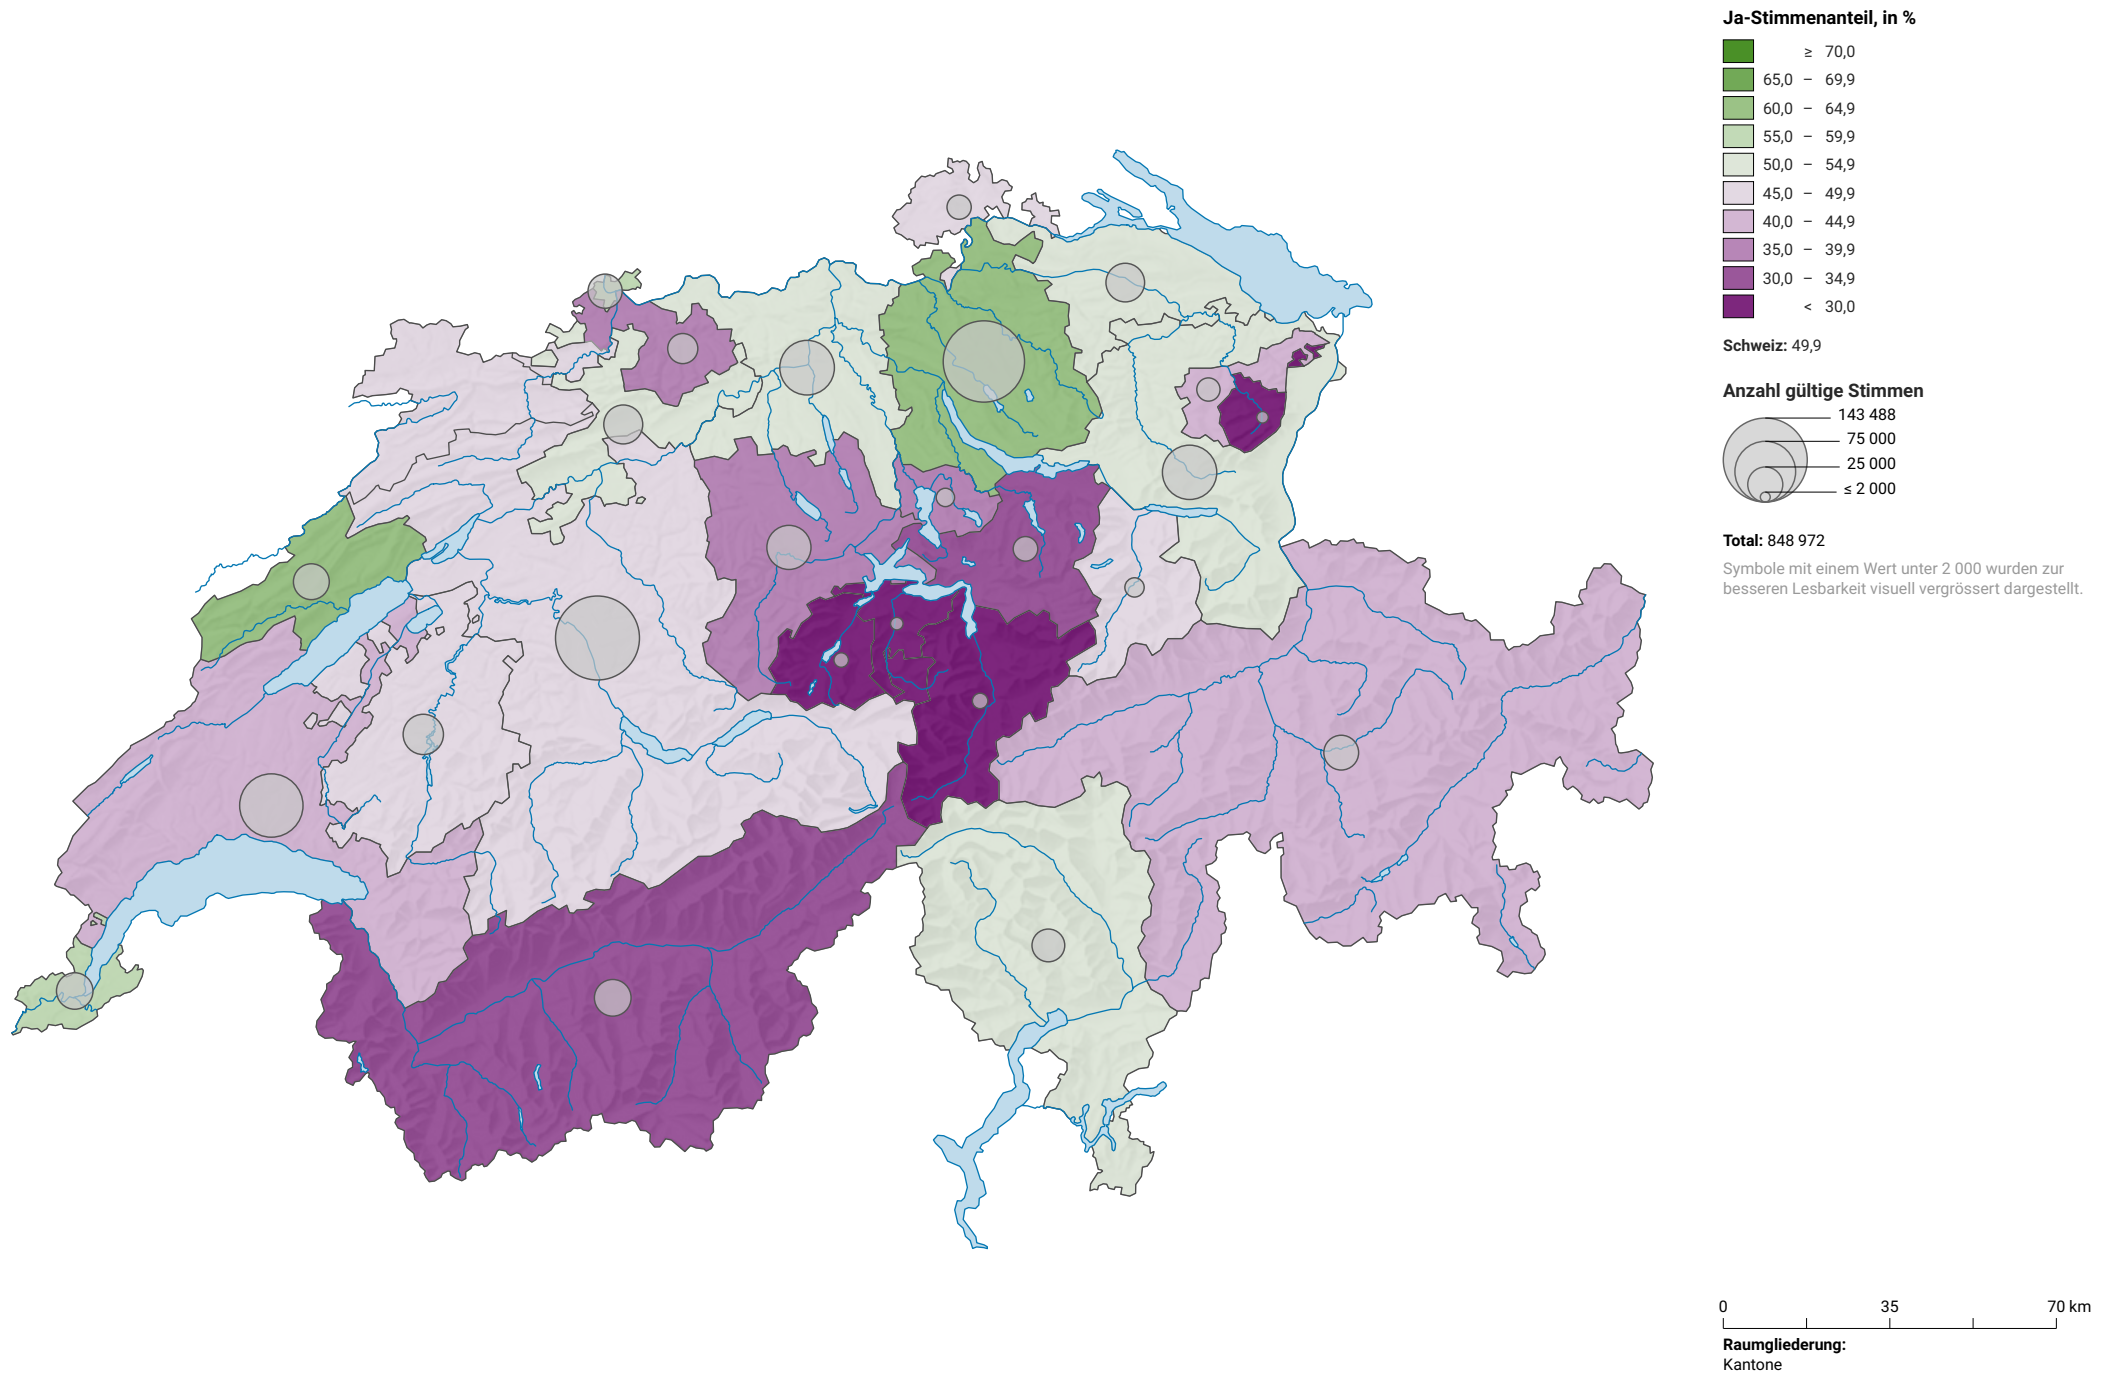 Ja-Stimmenanteil, in %
≥ 70,0
65,0 – 69,9
60,0 – 64,9
55,0 – 59,9
50,0 – 54,9
45,0 – 49,9
40,0 – 44,9
35,0 – 39,9
30,0 – 34,9
< 30,0
Schweiz: 49,9
Anzahl gültige Stimmen
143 488
75 000
25 000
≤ 2 000
Total: 848 972
Symbole mit einem Wert unter 2 000 wurden zur
besseren Lesbarkeit visuell vergrössert dargestellt.
0 35 70 km
Raumgliederung:
Kantone